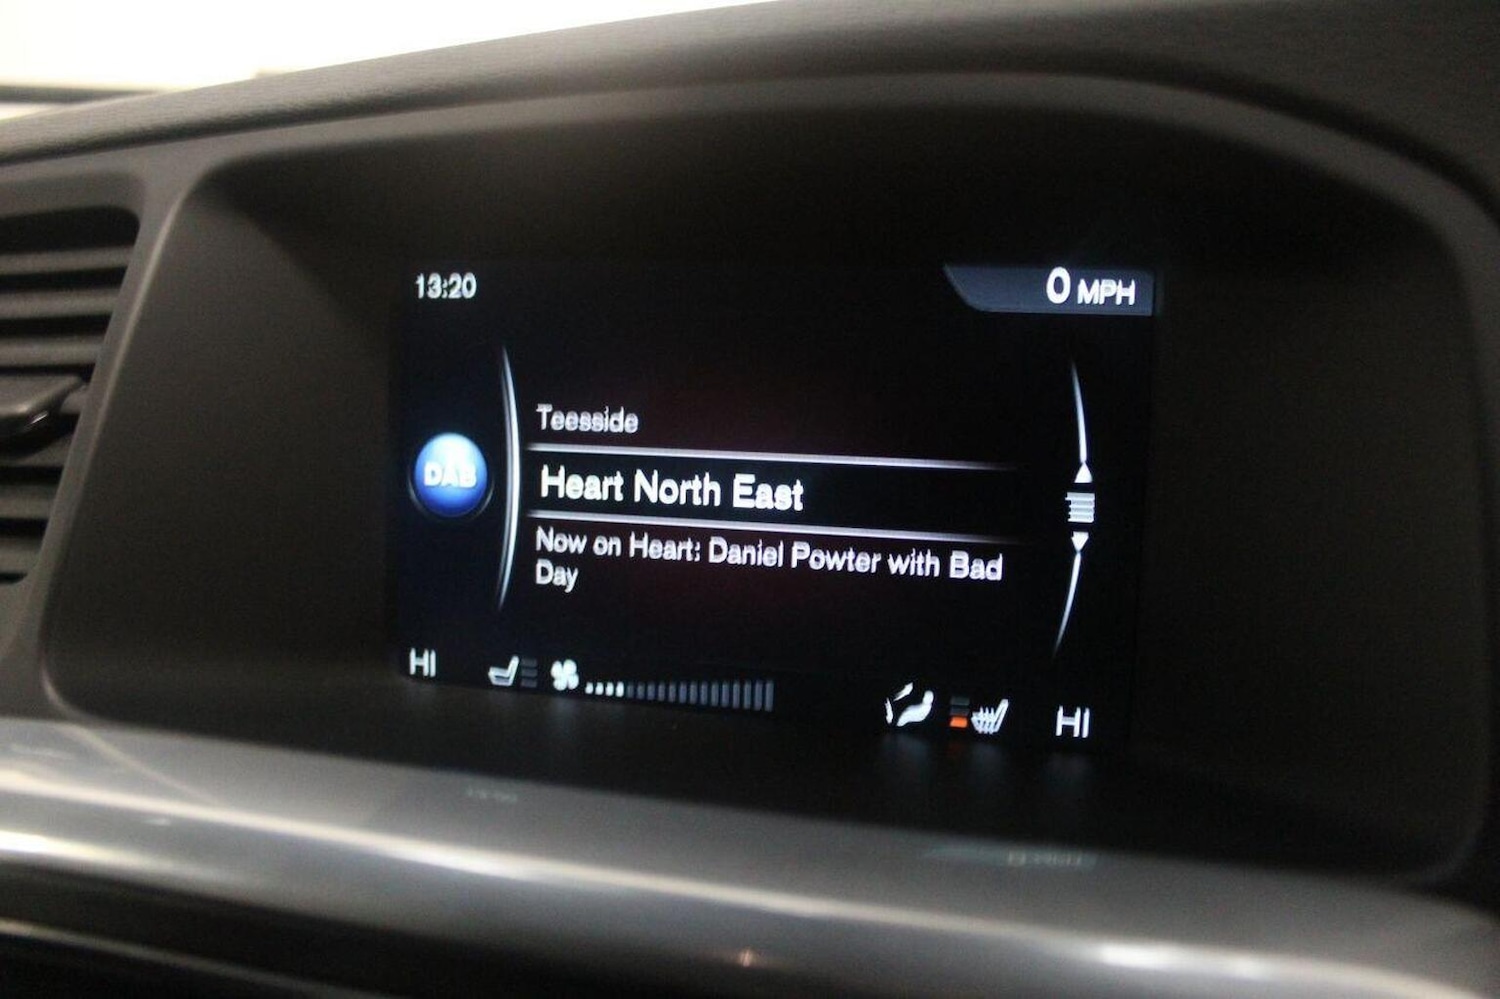 13:20
0 MPH
Teesside
DAB
Heart North East
Now on Heart: Daniel Powter with Bad
Day
HI
HI